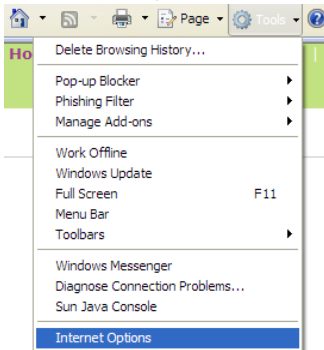 Page Tools
Ho
Delete Browsing History...
Pop-up Blocker
Phishing Filter
Manage Add-ons
Work Offline
Windows Update
Full Screen F11
Menu Bar
Toolbars
Windows Messenger
Diagnose Connection Problems...
Sun Java Console
Internet Options